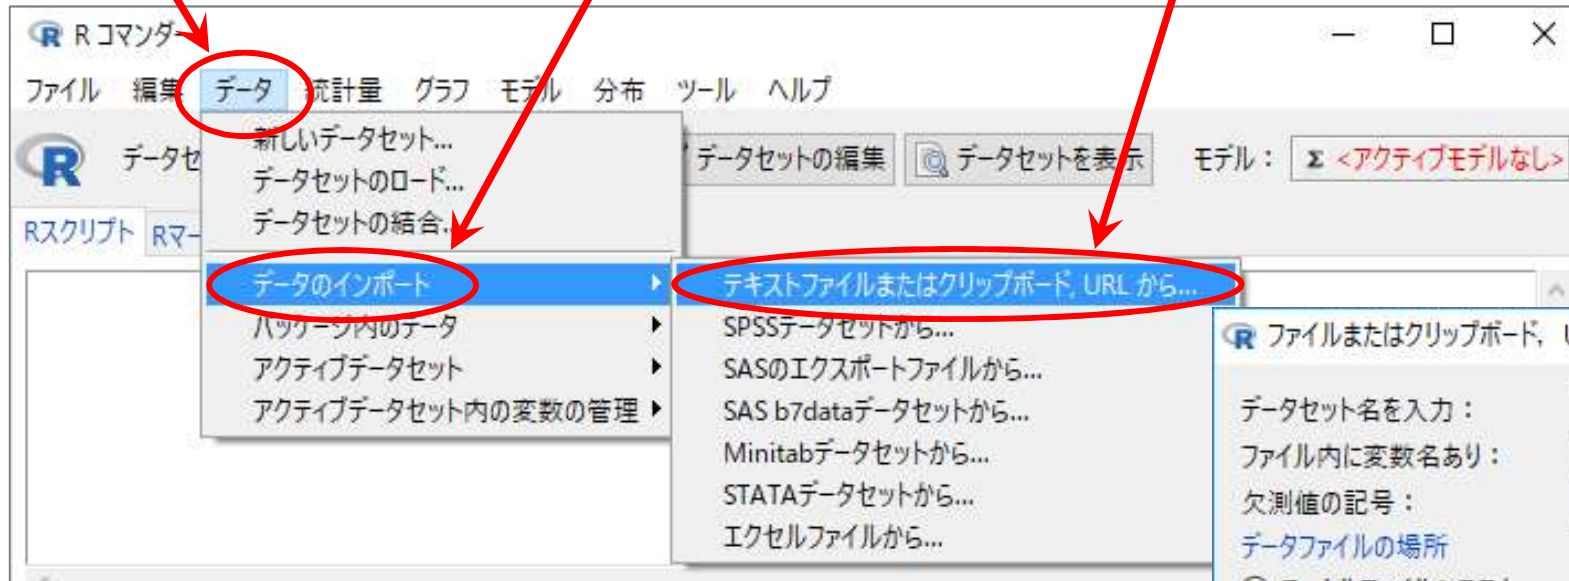 R コマンダー
ファイル 編集 データ 統計量 グラフ モデル 分布 ツール ヘルプ
データセ データセットの編集 データセットを表示 モデル： Σ <アクティブモデルなし>
Rスクリプト Rマー
新しいデータセット...
データセットのロード...
データセットの結合...
データのインポート
パッケージ内のデータ
アクティブデータセット
アクティブデータセット内の変数の管理
テキストファイルまたはクリップボード, URL から...
SPSSデータセットから...
SASのエクスポートファイルから...
SAS b7dataデータセットから...
Minitabデータセットから...
STATAデータセットから...
エクセルファイルから...
ファイルまたはクリップボード,
データセット名を入力：
ファイル内に変数名あり：
欠測値の記号：
データファイルの場所